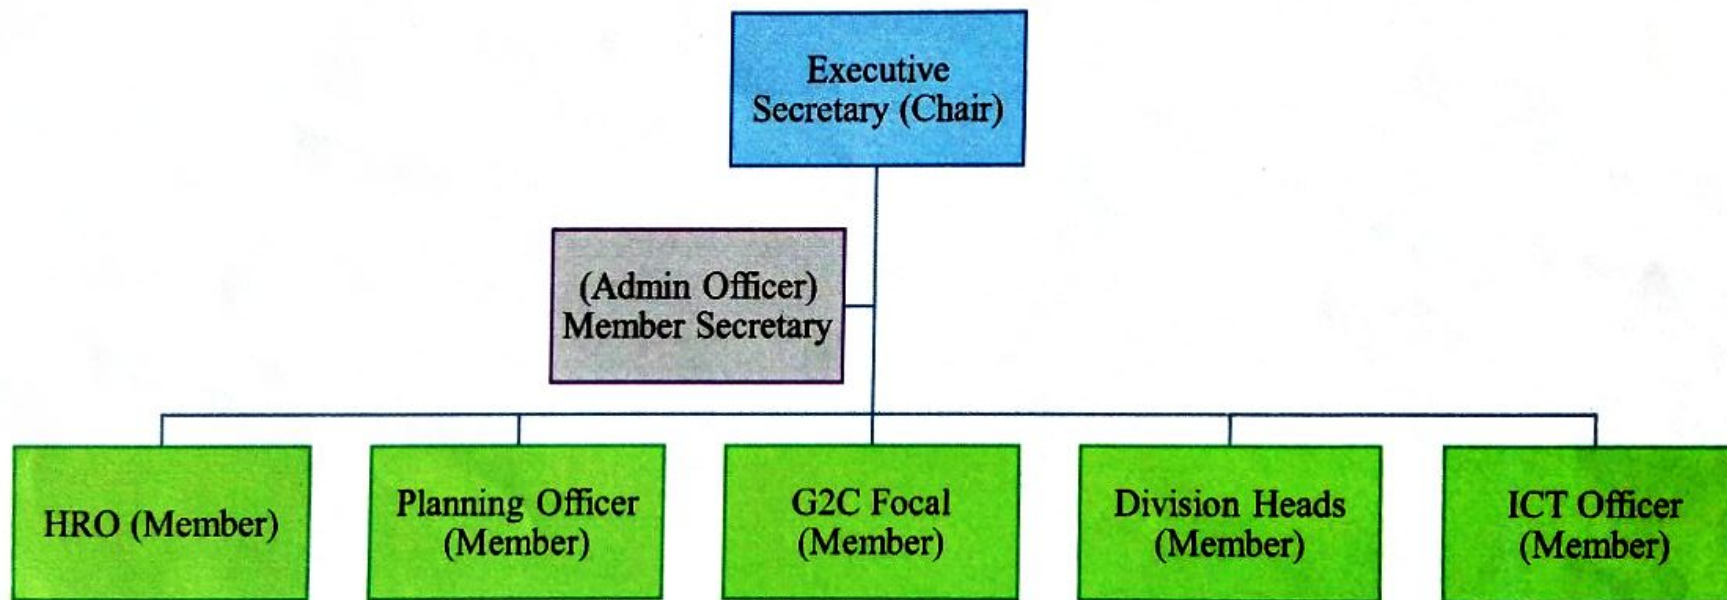 Executive
Secretary (Chair)
(Admin Officer)
Member Secretary
HRO (Member)
Planning Officer
(Member)
G2C Focal
(Member)
Division Heads
(Member)
ICT Officer
(Member)